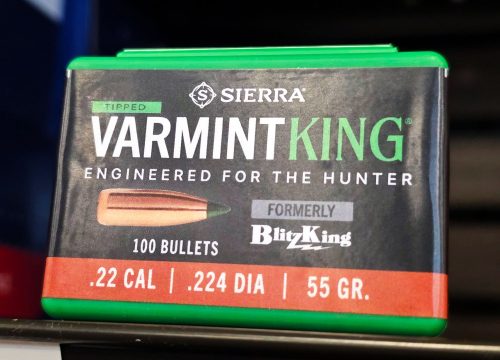 SIERRA
TIPPED
VARMINTKING®
ENGINEERED FOR THE HUNTER
FORMERLY
BlitzKing
100 BULLETS
.22 CAL | .224 DIA | 55 GR.